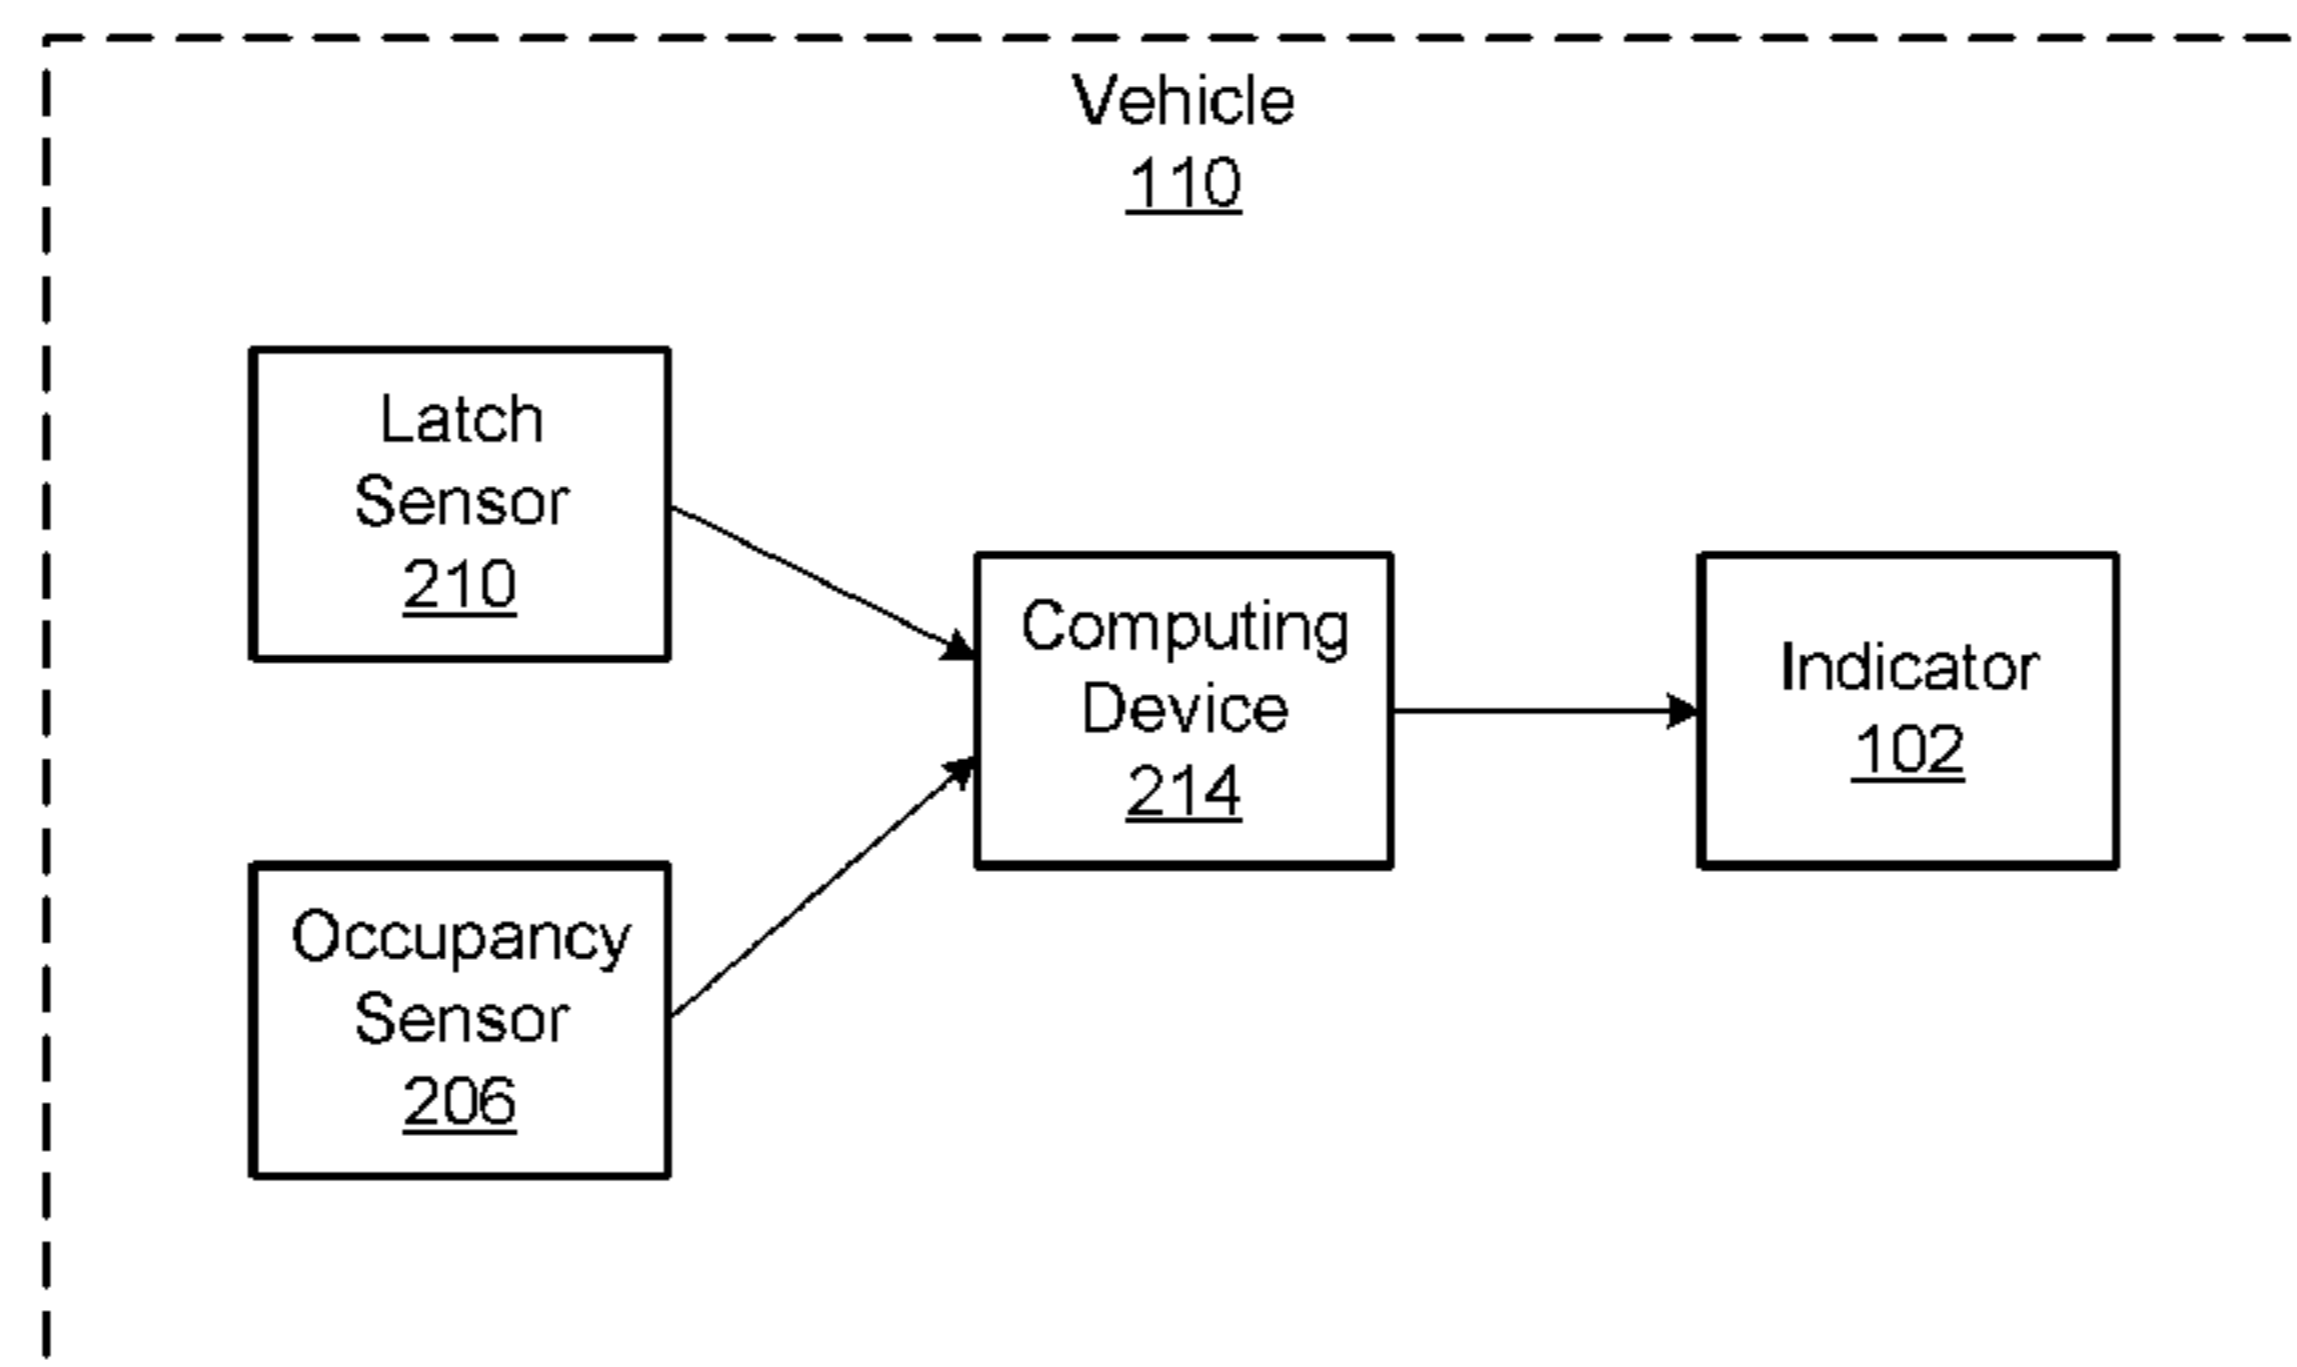 Vehicle
110
Latch
Sensor
210
Occupancy
Sensor
206
Computing
Device
214
Indicator
102